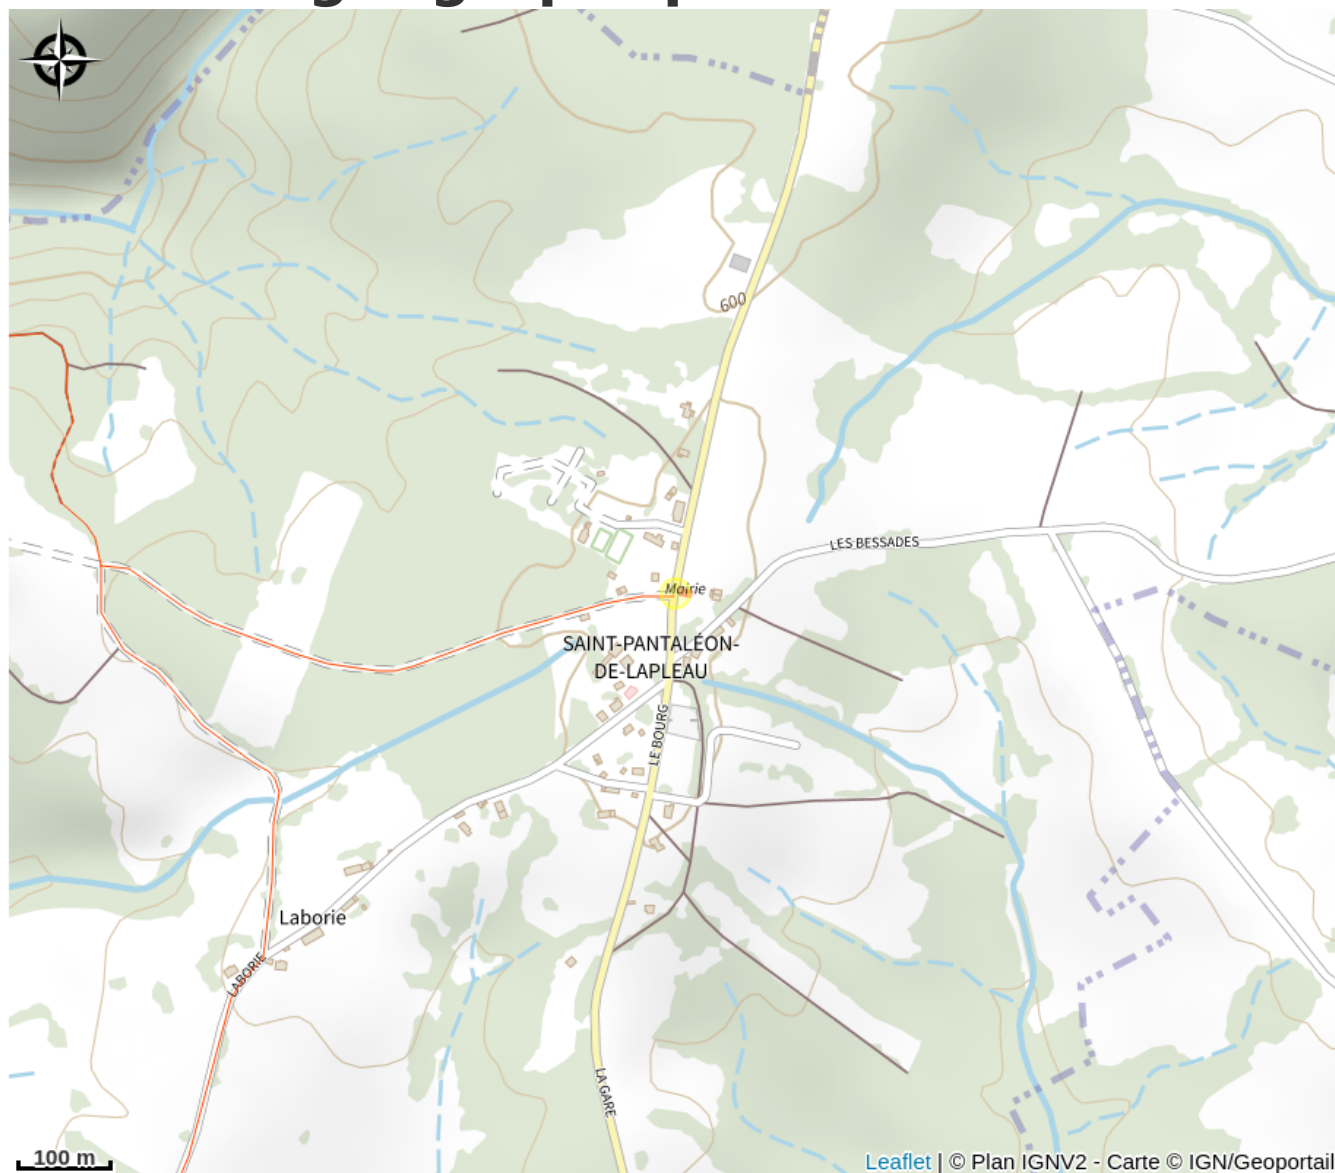 600
LES BESSADES
Mairie
SAINT-PANTALÉON-
DE-LAPLEAU
LE BOURG
Laborie
LABORIE
LA GARE
100 m
Leaflet | © Plan IGNV2 - Carte © IGN/Geoportail